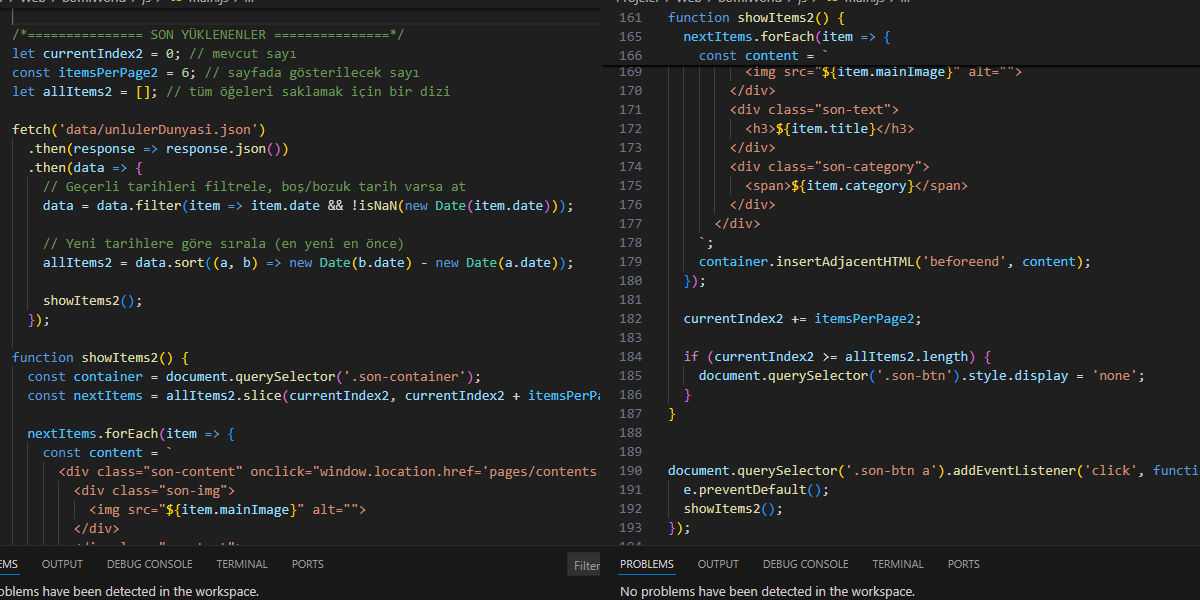 /*=============== SON YÜKLENENLER ===============*/
let currentIndex2 = 0; // mevcut sayı
const itemsPerPage2 = 6; // sayfada gösterilecek sayı
let allItems2 = []; // tüm öğeleri saklamak için bir dizi
fetch('data/unlulerDunyasi.json')
.then(response => response.json())
.then(data => {
// Geçerli tarihleri filtrele, boş/bozuk tarih varsa at
data = data.filter(item => item.date && !isNaN(new Date(item.date)));
// Yeni tarihlere göre sırala (en yeni en önce)
allItems2 = data.sort((a, b) => new Date(b.date) - new Date(a.date));
showItems2();
});
function showItems2() {
const container = document.querySelector('.son-container');
const nextItems = allItems2.slice(currentIndex2, currentIndex2 + itemsPerPa
nextItems.forEach(item => {
const content = `
<div class="son-content" onclick="window.location.href='pages/contents
<div class="son-img">
<img src="${item.mainImage}" alt="">
</div>
EMS OUTPUT DEBUG CONSOLE TERMINAL PORTS Filter
oblems have been detected in the workspace.
161 function showItems2() {
165 nextItems.forEach(item => {
166 const content = `
169 <img src="${item.mainImage}" alt="">
170 </div>
171 <div class="son-text">
172 <h3>${item.title}</h3>
173 </div>
174 <div class="son-category">
175 <span>${item.category}</span>
176 </div>
177 </div>
178 `;
179 container.insertAdjacentHTML('beforeend', content);
180 });
181
182 currentIndex2 += itemsPerPage2;
183
184 if (currentIndex2 >= allItems2.length) {
185 document.querySelector('.son-btn').style.display = 'none';
186 }
187 }
188
189
190 document.querySelector('.son-btn a').addEventListener('click', functi
191 e.preventDefault();
192 showItems2();
193 });
PROBLEMS OUTPUT DEBUG CONSOLE TERMINAL PORTS
No problems have been detected in the workspace.